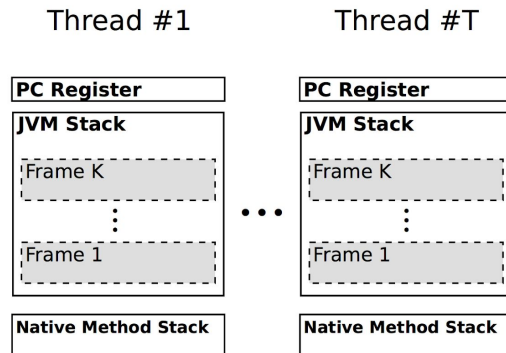 Thread #1
PC Register
JVM Stack
Frame K
Frame 1
Native Method Stack
Thread #T
PC Register
JVM Stack
Frame K
Frame 1
Native Method Stack